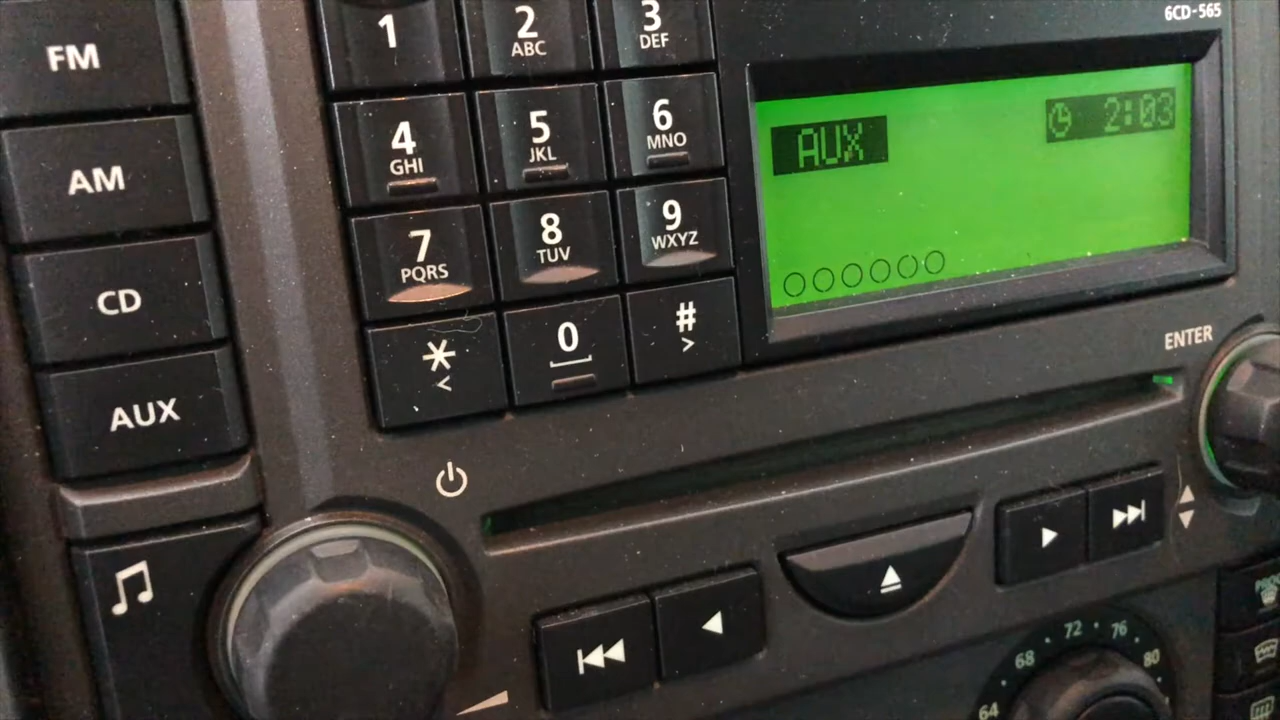 FM
AM
CD
AUX
1
2
ABC
3
DEF
4
GHI
5
JKL
6
MNO
7
PQRS
8
TUV
9
WXYZ
*
<
0
#
>
6CD-565
AUX
2:03
ENTER
64
68
72
76
80